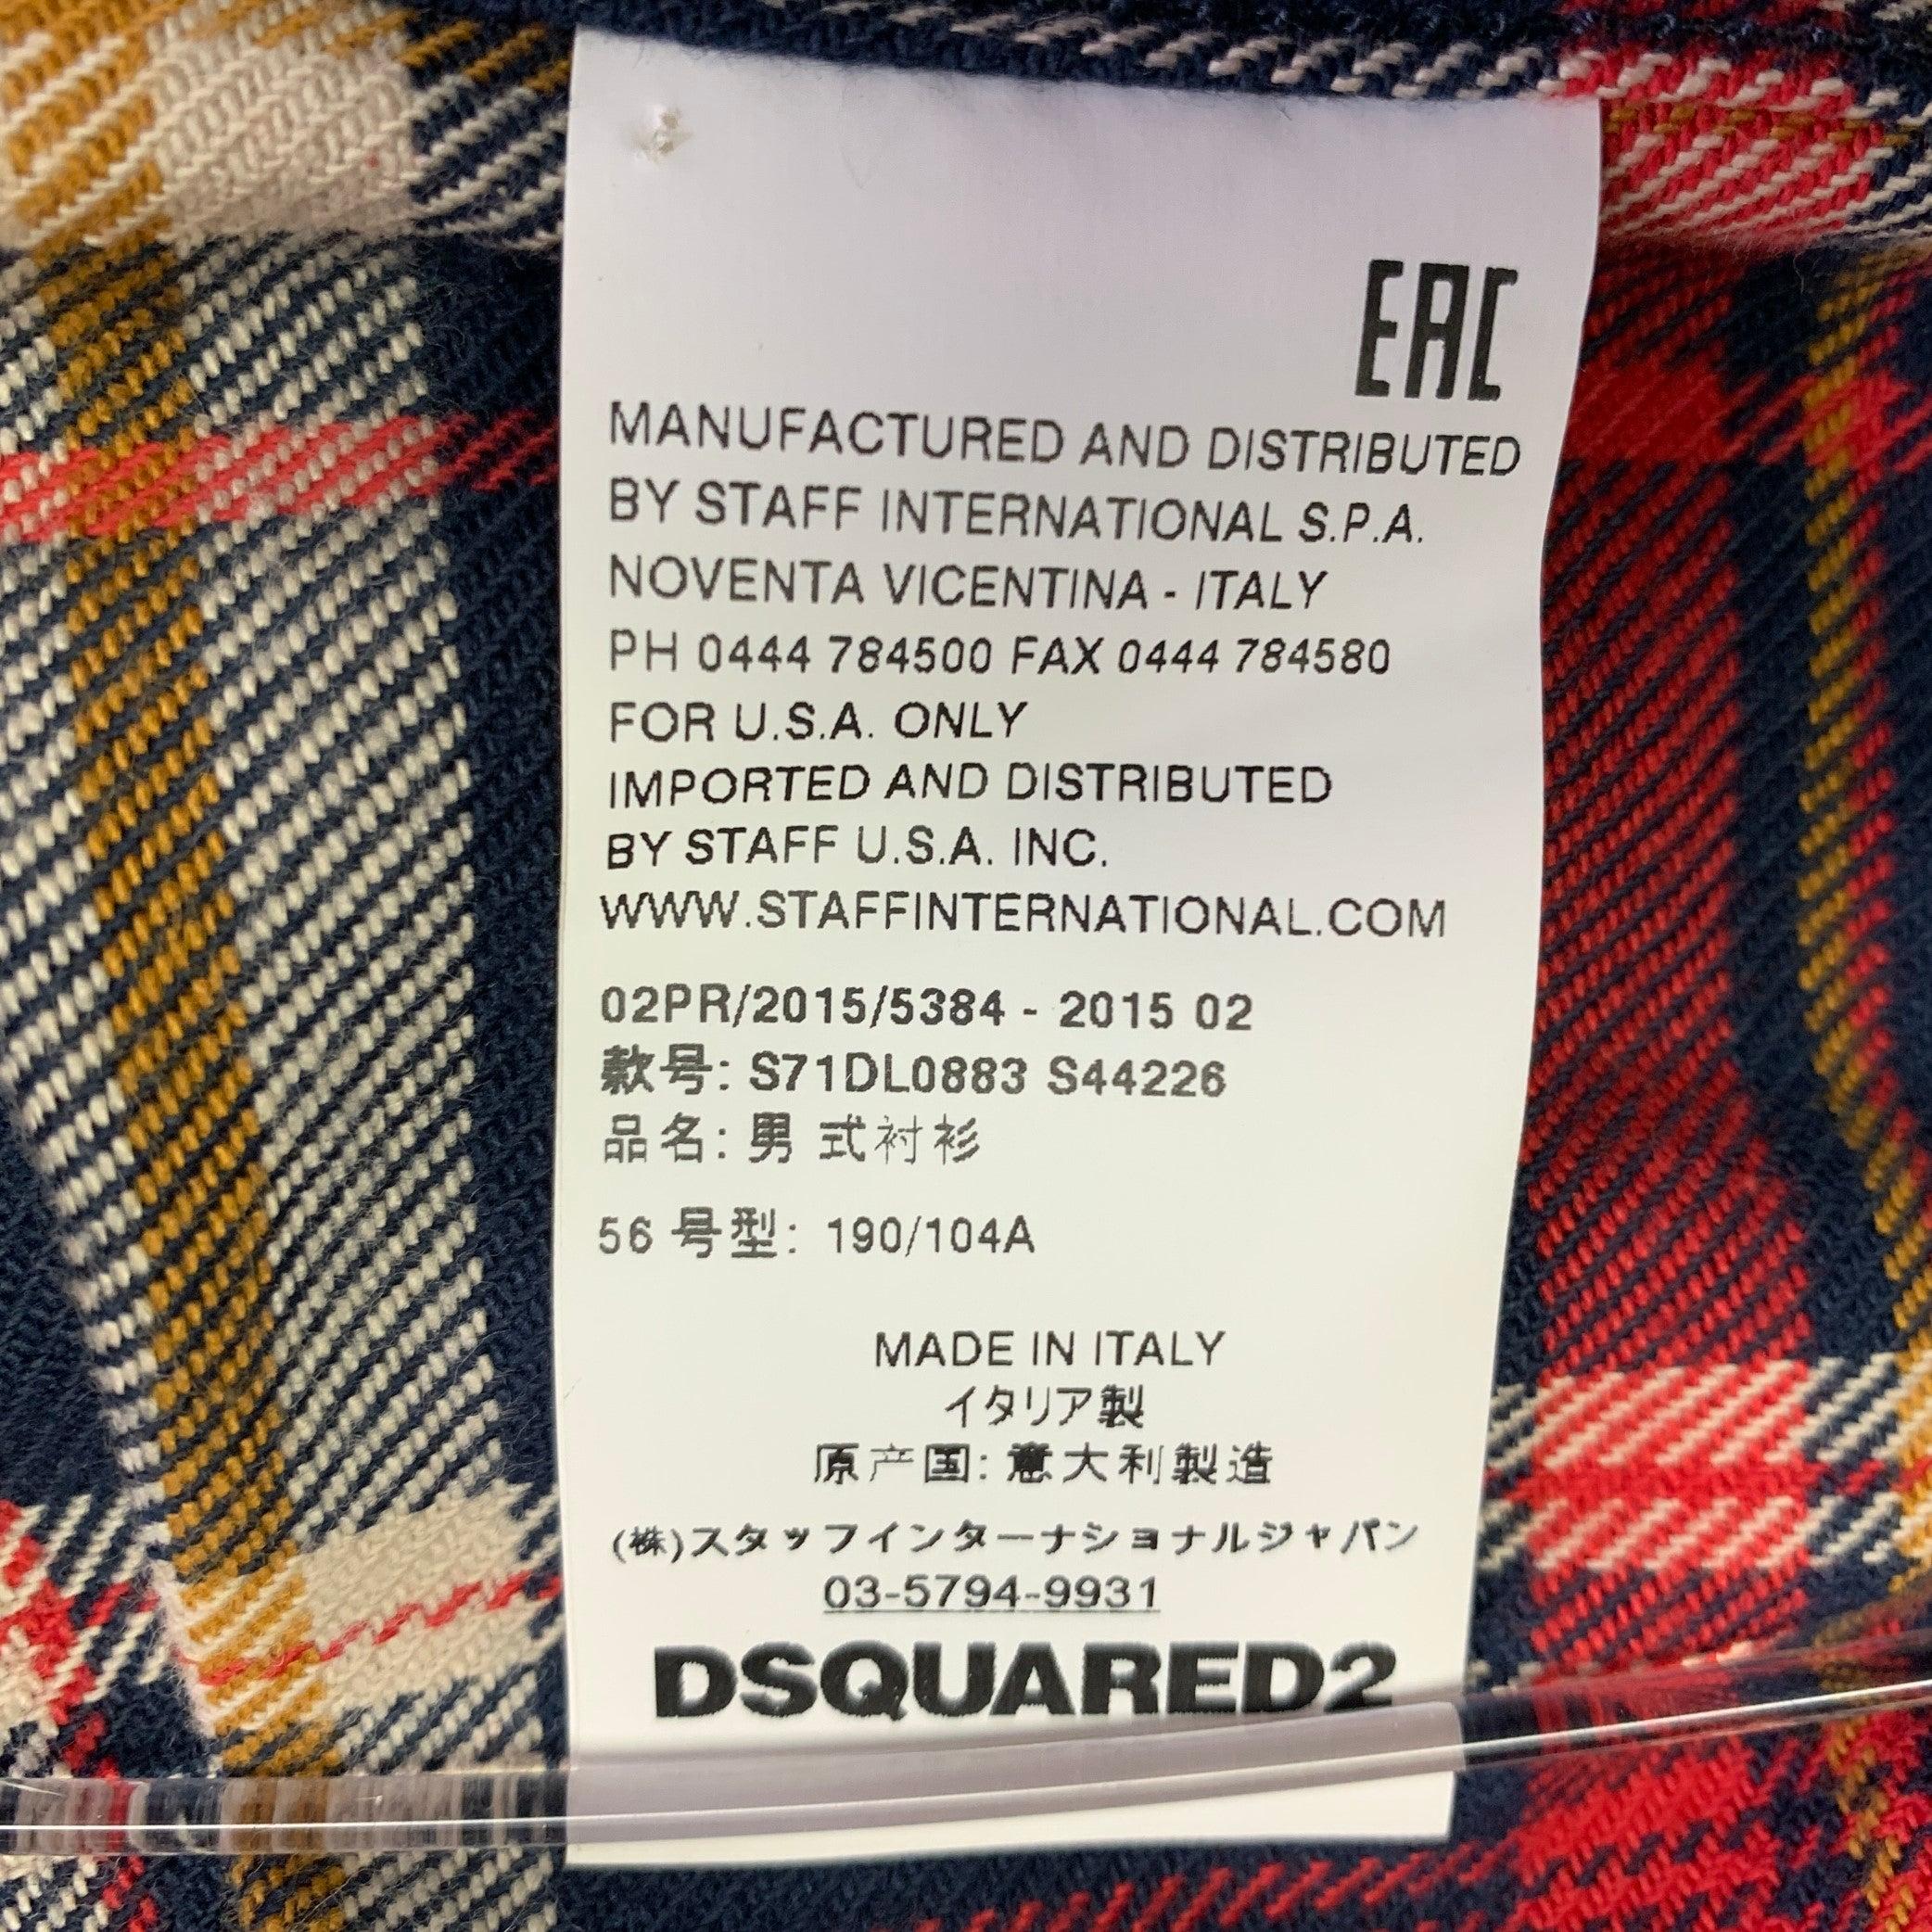 EAC
MANUFACTURED AND DISTRIBUTED
BY STAFF INTERNATIONAL S.P.A.
NOVENTA VICENTINA - ITALY
PH 0444 784500 FAX 0444 784580
FOR U.S.A. ONLY
IMPORTED AND DISTRIBUTED
BY STAFF U.S.A. INC.
WWW.STAFFINTERNATIONAL.COM
02PR/2015/5384 - 2015 02
款号: S71DL0883 S44226
品名: 男 式衬衫
56 号型: 190/104A
MADE IN ITALY
イタリア製
原产国: 意大利製造
(株)スタッフインターナショナルジャパン
03-5794-9931
DSQUARED2